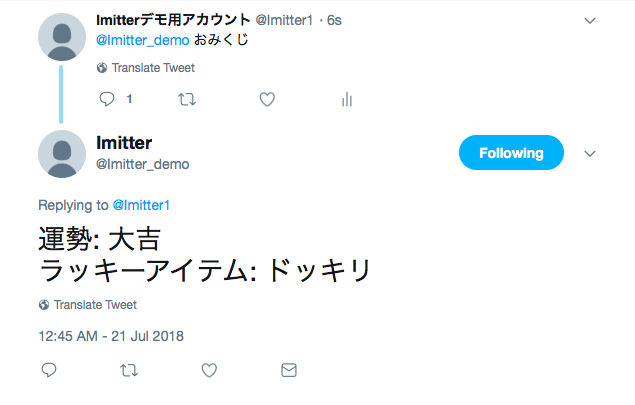 Imitterデモ用アカウント @Imitter1 · 6s
@Imitter_demo おみくじ
Translate Tweet
1
Imitter
@Imitter_demo
Following
Replying to @Imitter1
運勢: 大吉
ラッキーアイテム: ドッキリ
Translate Tweet
12:45 AM - 21 Jul 2018